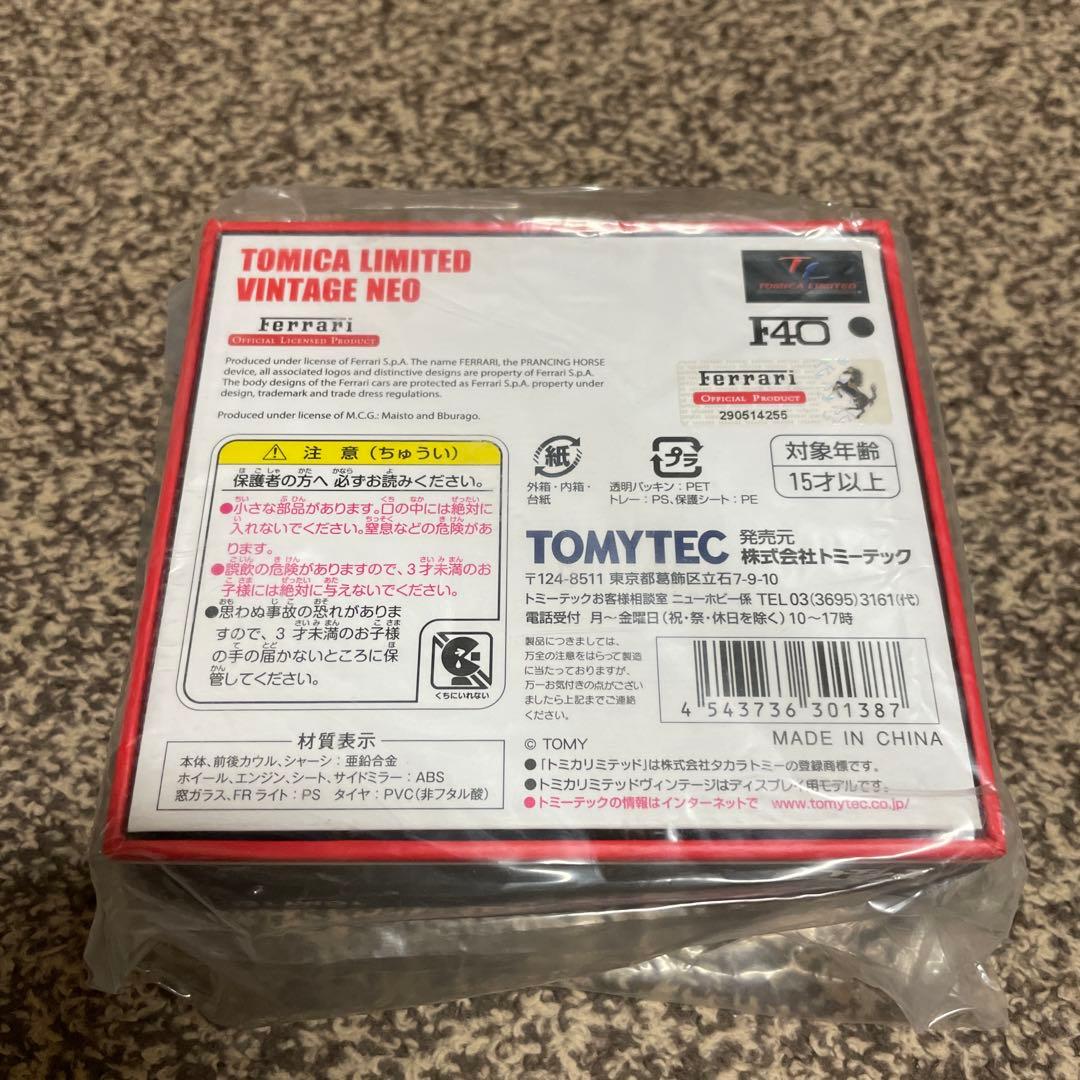 TOMICA LIMITED
VINTAGE NEO
Ferrari
OFFICIAL LICENSED PRODUCT
Produced under license of Ferrari S.p.A. The name FERRARI, the PRANCING HORSE
device, all associated logos and distinctive designs are property of Ferrari S.p.A.
The body designs of the Ferrari cars are protected as Ferrari S.p.A. property under
design, trademark and trade dress regulations.
Produced under license of M.C.G.: Maisto and Bburago.
TL
TOMICA LIMITED
F40
Ferrari
OFFICIAL PRODUCT
290514255
注 意(ちゅうい)
保護者の方へ 必ずお読みください。
●小さな部品があります。口の中には絶対に
入れないでください。窒息などの危険があ
ります。
●誤飲の危険がありますので、3才未満のお
子様には絶対に与えないでください。
●思わぬ事故の恐れがありま
すので、3 才未満のお子様
の手の届かないところに保
管してください。
くちにいれない
紙
外箱・内箱・
台紙
プラ
透明パッキン:PET
トレー:PS、保護シート:PE
対象年齢
15才以上
TOMYTEC 発売元
株式会社トミーテック
〒124-8511 東京都葛飾区立石7-9-10
トミーテックお客様相談室 ニューホビー係 TEL 03(3695)3161(代)
電話受付 月〜金曜日(祝・祭・休日を除く)10〜17時
製品につきましては、
万全の注意をはらって製造
に当たっておりますが、
万一お気付きの点がござい
ましたら上記までご連絡
ください。
4 543736 301387
MADE IN CHINA
材質表示
本体、前後カウル、シャーシ:亜鉛合金
ホイール、エンジン、シート、サイドミラー:ABS
窓ガラス、FRライト:PS タイヤ:PVC(非フタル酸)
© TOMY
●「トミカリミテッド」は株式会社タカラトミーの登録商標です。
●トミカリミテッドヴィンテージはディスプレイ用モデルです。
●トミーテックの情報はインターネットで www.tomytec.co.jp/